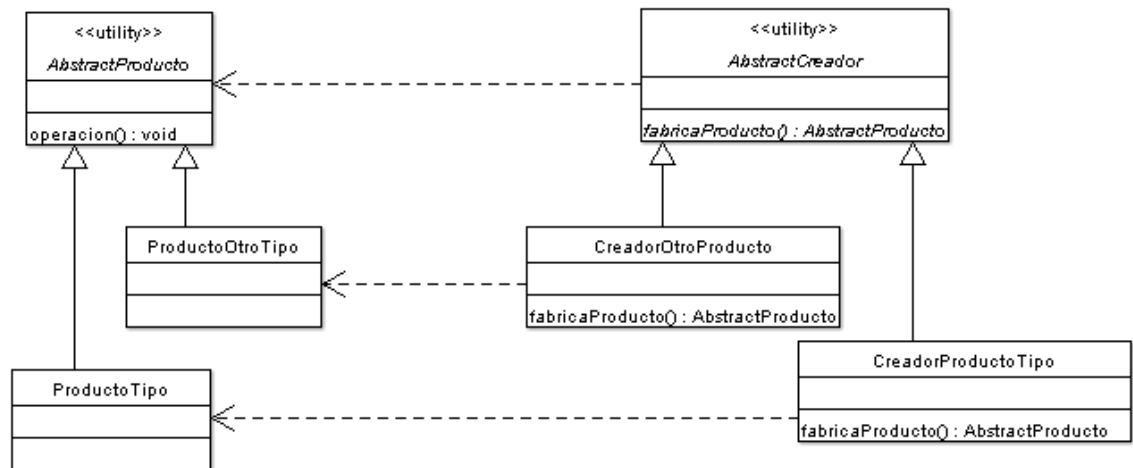 <<utility>>
AbstractProducto
operacion() : void
<<utility>>
AbstractCreador
fabricaProducto() : AbstractProducto
ProductoOtroTipo
CreadorOtroProducto
fabricaProducto() : AbstractProducto
ProductoTipo
CreadorProductoTipo
fabricaProducto() : AbstractProducto